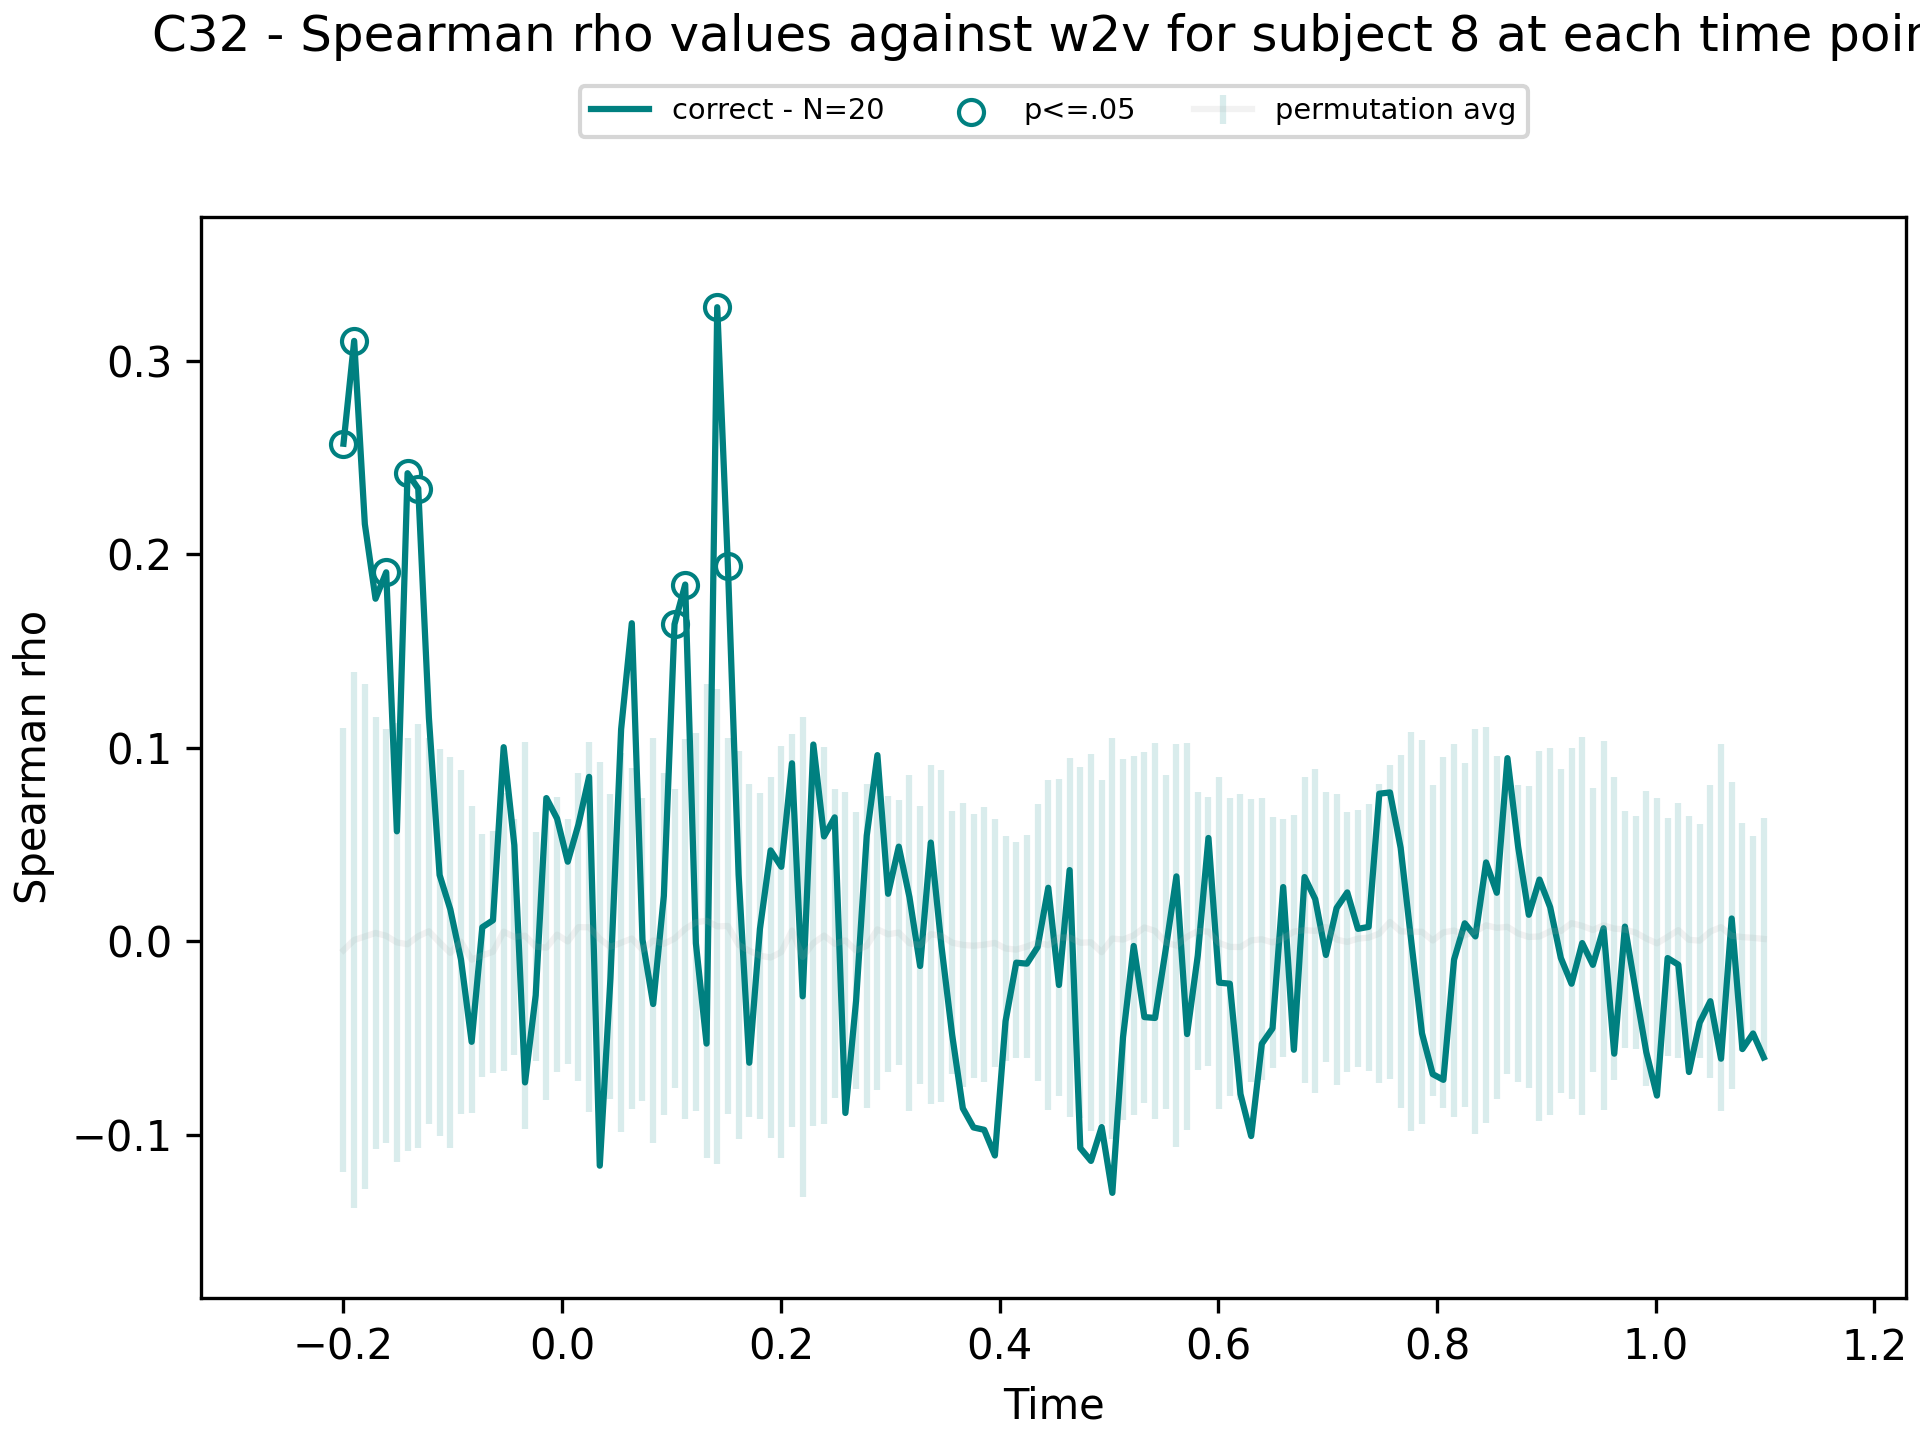 C32 - Spearman rho values against w2v for subject 8 at each time poin
correct - N=20 p<=.05 permutation avg
Spearman rho
0.3
0.2
0.1
0.0
−0.1
−0.2 0.0 0.2 0.4 0.6 0.8 1.0 1.2
Time